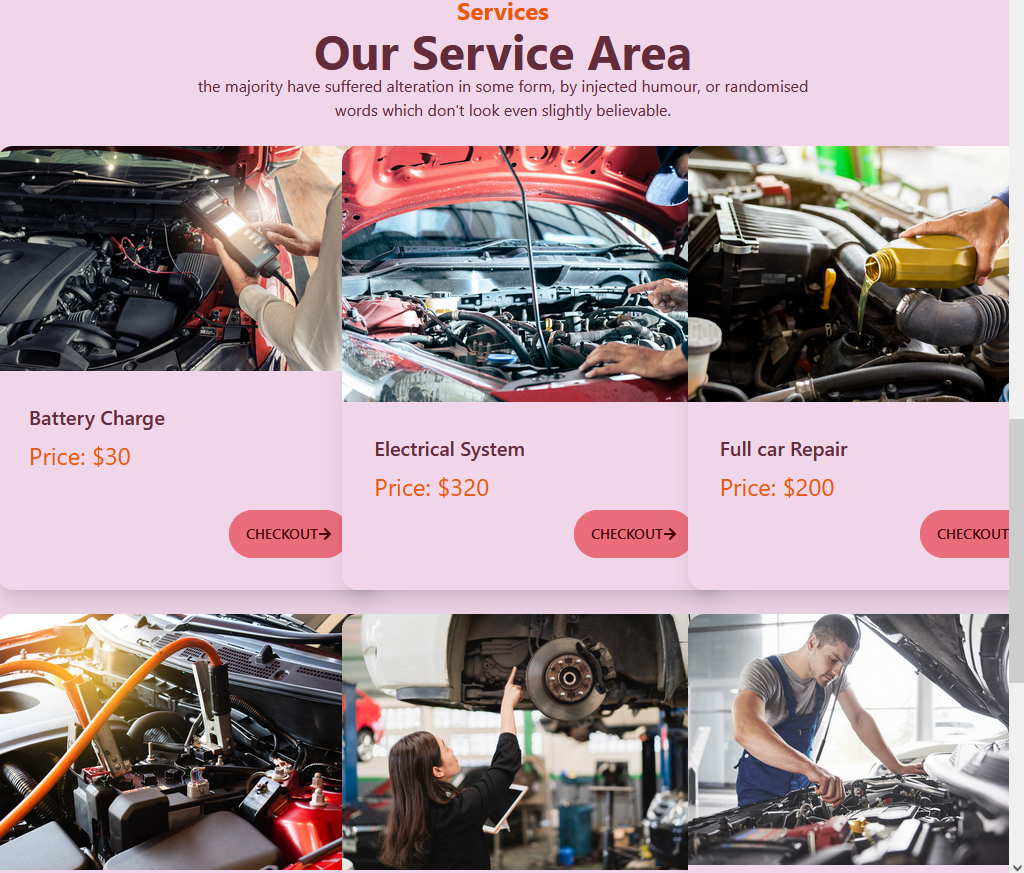 Services
Our Service Area
the majority have suffered alteration in some form, by injected humour, or randomised
words which don't look even slightly believable.
Battery Charge
Price: $30
CHECKOUT
Electrical System
Price: $320
CHECKOUT
Full car Repair
Price: $200
CHECKOUT